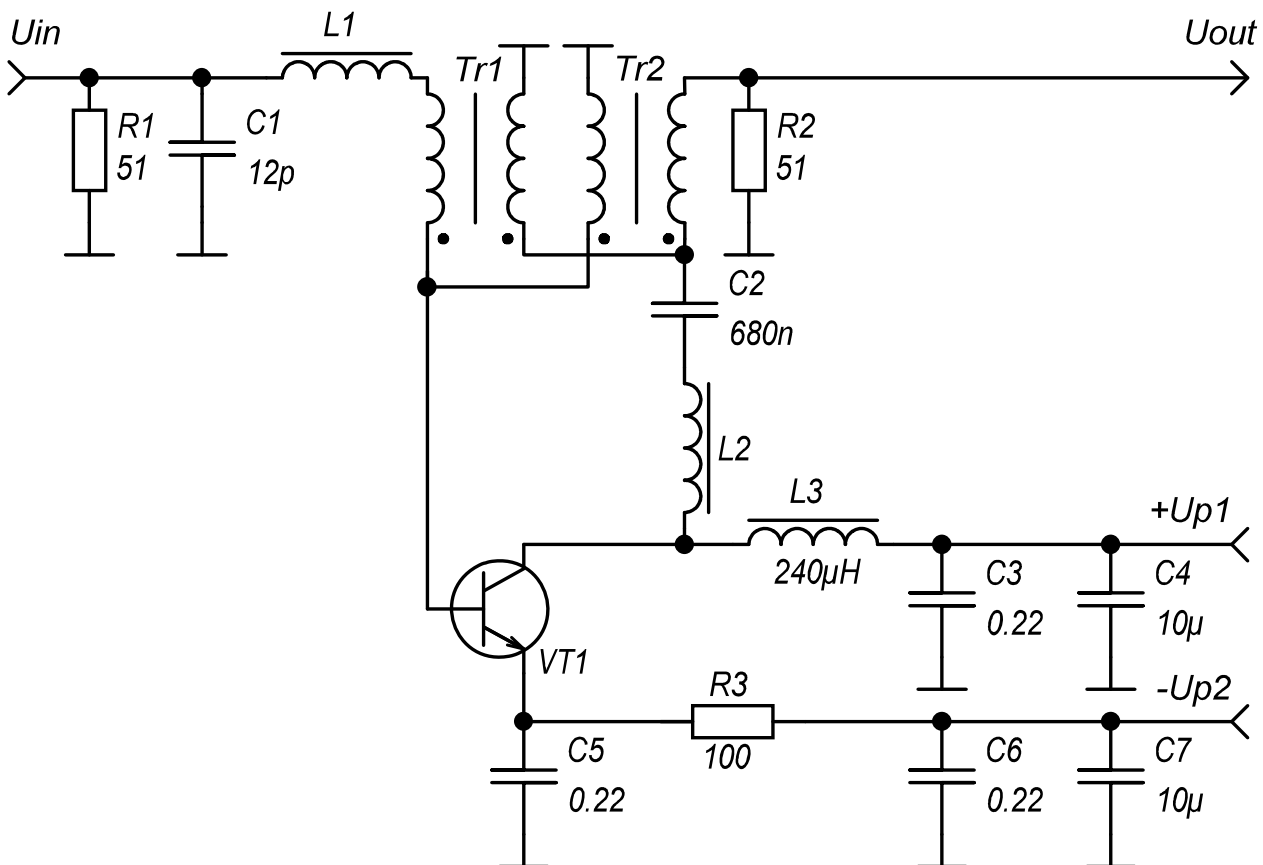 Uin
L1
Tr1
Tr2
Uout
R1
51
C1
12p
R2
51
C2
680n
L2
L3
240µH
+Up1
C3
0.22
C4
10µ
VT1
R3
100
-Up2
C5
0.22
C6
0.22
C7
10µ